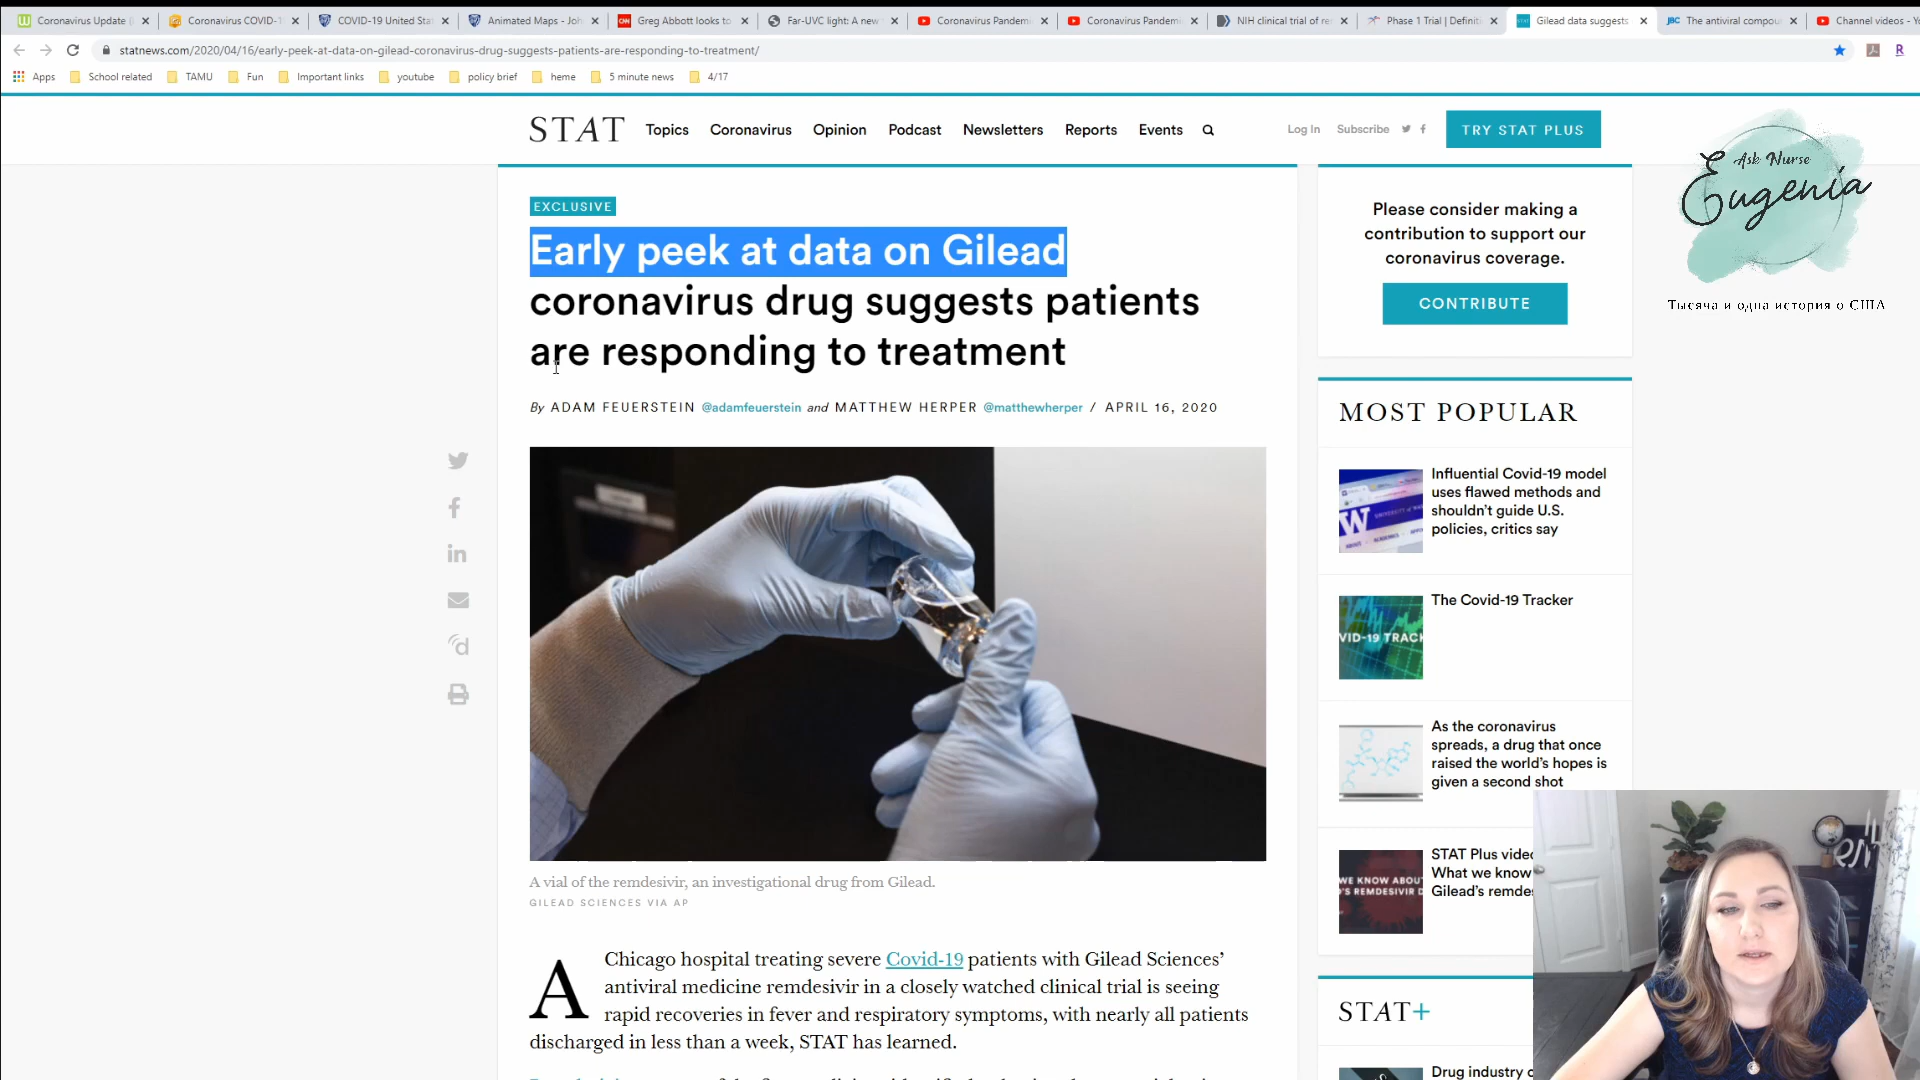 Coronavirus Update (
Coronavirus COVID-1
COVID-19 United Sta
Animated Maps - Joh
Greg Abbott looks to
Far-UVC light: A new
Coronavirus Pandem
Coronavirus Pandem
NIH clinical trial of re
Phase 1 Trial | Definit
Gilead data suggests
The antiviral compou
Channel videos - Yo
statnews.com/2020/04/16/early-peek-at-data-on-gilead-coronavirus-drug-suggests-patients-are-responding-to-treatment/
Apps School related TAMU Fun Important links youtube policy brief heme 5 minute news 4/17
STAT Topics Coronavirus Opinion Podcast Newsletters Reports Events Log In Subscribe TRY STAT PLUS
Ask Nurse
Eugenia
Тысяча и одна история о США
EXCLUSIVE
Early peek at data on Gilead
coronavirus drug suggests patients
are responding to treatment
By ADAM FEUERSTEIN @adamfeuerstein and MATTHEW HERPER @matthewherper / APRIL 16, 2020
A vial of the remdesivir, an investigational drug from Gilead.
GILEAD SCIENCES VIA AP
A Chicago hospital treating severe Covid-19 patients with Gilead Sciences’
antiviral medicine remdesivir in a closely watched clinical trial is seeing
rapid recoveries in fever and respiratory symptoms, with nearly all patients
discharged in less than a week, STAT has learned.
Please consider making a
contribution to support our
coronavirus coverage.
CONTRIBUTE
MOST POPULAR
Influential Covid-19 model
uses flawed methods and
shouldn’t guide U.S.
policies, critics say
The Covid-19 Tracker
VID-19 TRACK
As the coronavirus
spreads, a drug that once
raised the world’s hopes is
given a second shot
STAT Plus vide
What we know
Gilead’s remde
WE KNOW ABOU
'S REMDESIVIR D
STAT+
Drug industry c